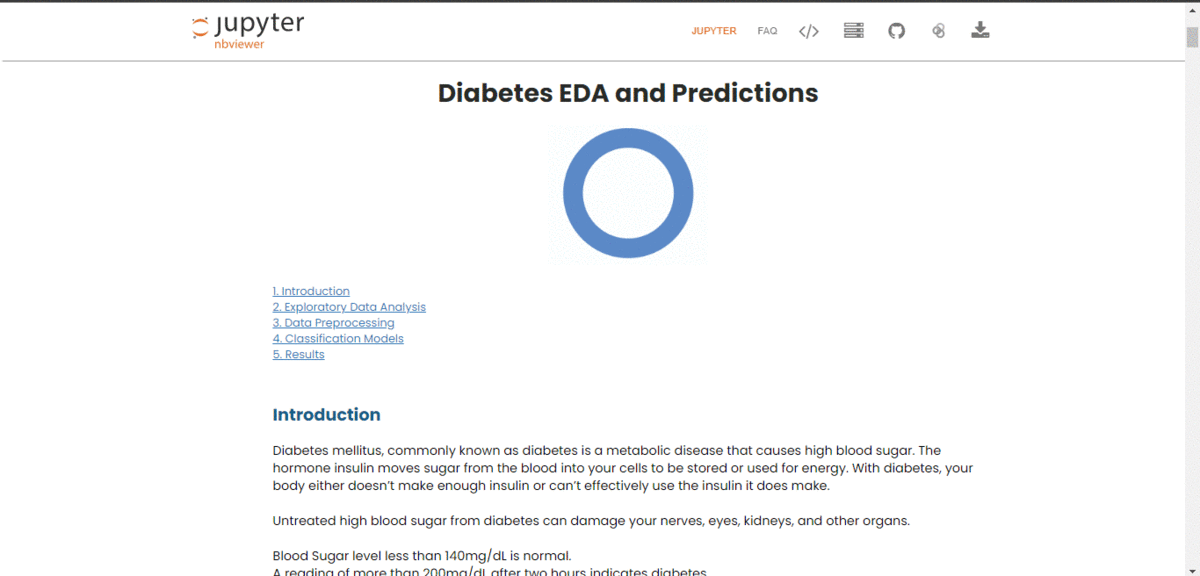 jupyter
nbviewer
JUPYTER FAQ </>
Diabetes EDA and Predictions
1. Introduction
2. Exploratory Data Analysis
3. Data Preprocessing
4. Classification Models
5. Results
Introduction
Diabetes mellitus, commonly known as diabetes is a metabolic disease that causes high blood sugar. The
hormone insulin moves sugar from the blood into your cells to be stored or used for energy. With diabetes, your
body either doesn’t make enough insulin or can’t effectively use the insulin it does make.
Untreated high blood sugar from diabetes can damage your nerves, eyes, kidneys, and other organs.
Blood Sugar level less than 140mg/dL is normal.
A reading of more than 200mg/dL after two hours indicates diabetes.